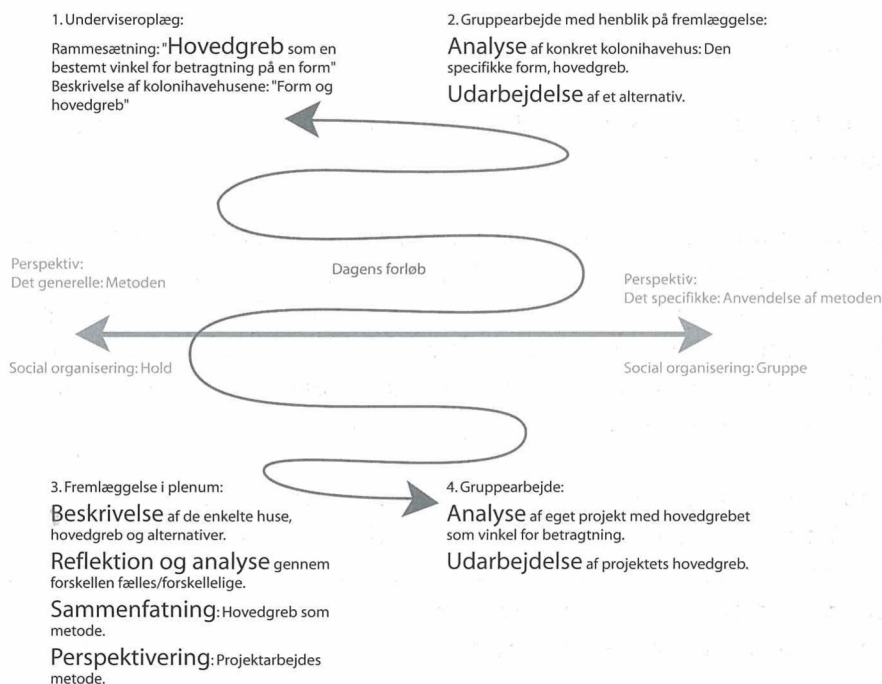 1. Underviseroplæg:
Rammesætning: "Hovedgreb som en
bestemt vinkel for betragtning på en form"
Beskrivelse af kolonihavehusene: "Form og
hovedgreb"
2. Gruppearbejde med henblik på fremlæggelse:
Analyse af konkret kolonihavehus: Den
specifikke form, hovedgreb.
Udarbejdelse af et alternativ.
Perspektiv:
Det generelle: Metoden
Dagens forløb
Perspektiv:
Det specifikke: Anvendelse af metoden
Social organisering: Hold
Social organisering: Gruppe
3. Fremlæggelse i plenum:
Beskrivelse af de enkelte huse,
hovedgreb og alternativer.
Reflektion og analyse gennem
forskellen fælles/forskellelige.
Sammenfatning: Hovedgreb som
metode.
Perspektivering: Projektarbejdes
metode.
4. Gruppearbejde:
Analyse af eget projekt med hovedgrebet
som vinkel for betragtning.
Udarbejdelse af projektets hovedgreb.